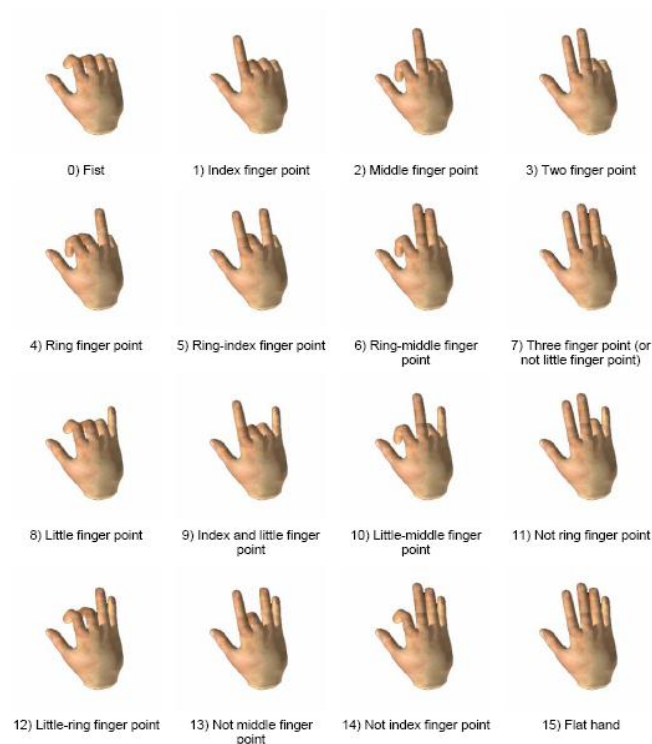 0) Fist
1) Index finger point
2) Middle finger point
3) Two finger point
4) Ring finger point
5) Ring-index finger point
6) Ring-middle finger
point
7) Three finger point (or
not little finger point)
8) Little finger point
9) Index and little finger
point
10) Little-middle finger
point
11) Not ring finger point
12) Little-ring finger point
13) Not middle finger
point
14) Not index finger point
15) Flat hand